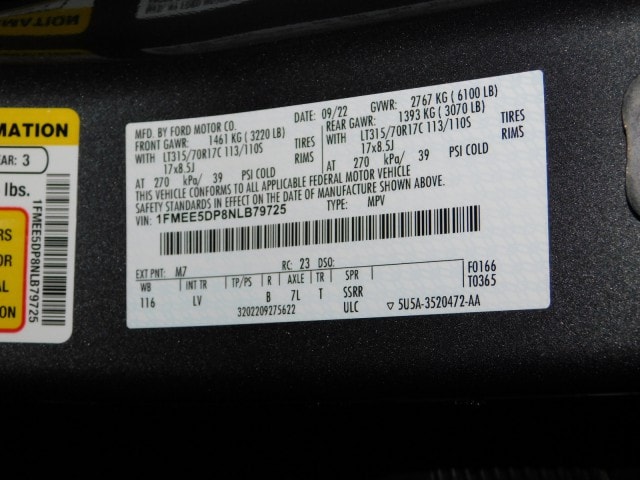 MFD. BY FORD MOTOR CO. DATE: 09/22 GVWR: 2767 KG ( 6100 LB)
FRONT GAWR: 1461 KG ( 3220 LB) REAR GAWR: 1393 KG ( 3070 LB)
WITH LT315/70R17C 113/110S TIRES WITH LT315/70R17C 113/110S TIRES
17x8.5J RIMS 17x8.5J RIMS
AT 270 kPa/ 39 PSI COLD AT 270 kPa/ 39 PSI COLD
THIS VEHICLE CONFORMS TO ALL APPLICABLE FEDERAL MOTOR VEHICLE
SAFETY STANDARDS IN EFFECT ON THE DATE OF MANUFACTURE SHOWN ABOVE.
VIN: 1FMEE5DP8NLB79725 TYPE: MPV
EXT PNT: M7 RC: 23 DSO: F0166
WB INT TR TP/PS R AXLE TR SPR T0365
116 LV B 7L T SSRR
3202209275622 ULC ▽ 5U5A-3520472-AA
MATION
EAR: 3
lbs.
RS
OR
AL
ION
1FMEE5DP8NLB79725